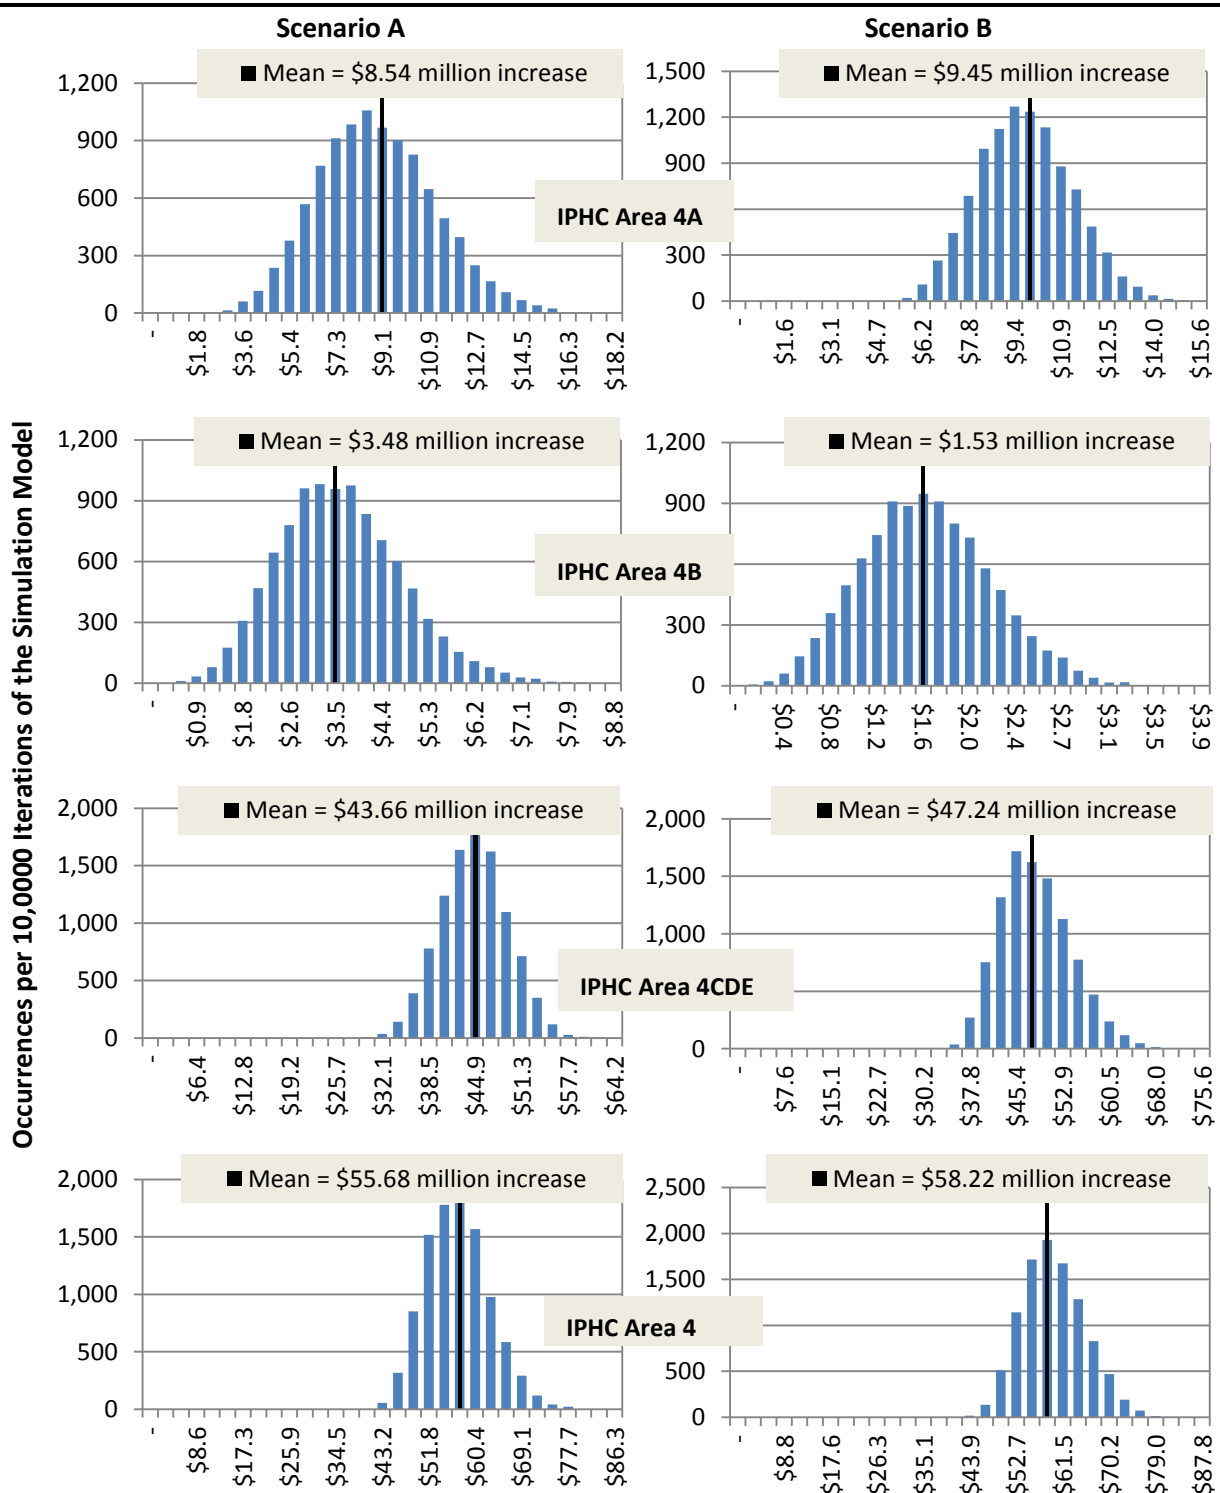 Scenario A
Scenario B
Occurrences per 10,0000 Iterations of the Simulation Model
Mean = $8.54 million increase
1,200
900
600
300
0
- $1.8 $3.6 $5.4 $7.3 $9.1 $10.9 $12.7 $14.5 $16.3 $18.2
IPHC Area 4A
Mean = $9.45 million increase
1,500
1,200
900
300
0
- $1.6 $3.1 $4.7 $6.2 $7.8 $9.4 $10.9 $12.5 $14.0 $15.6
Mean = $3.48 million increase
1,200
900
600
300
0
- $0.9 $1.8 $2.6 $3.5 $4.4 $5.3 $6.2 $7.1 $7.9 $8.8
IPHC Area 4B
Mean = $1.53 million increase
1,200
900
300
0
- $0.4 $0.8 $1.2 $1.6 $2.0 $2.4 $2.7 $3.1 $3.5 $3.9
Mean = $43.66 million increase
2,000
1,500
1,000
500
0
- $6.4 $12.8 $19.2 $25.7 $32.1 $38.5 $44.9 $51.3 $57.7 $64.2
IPHC Area 4CDE
Mean = $47.24 million increase
2,000
1,500
1,000
0
- $7.6 $15.1 $22.7 $30.2 $37.8 $45.4 $52.9 $60.5 $68.0 $75.6
Mean = $55.68 million increase
2,000
1,500
1,000
500
0
- $8.6 $17.3 $25.9 $34.5 $43.2 $51.8 $60.4 $69.1 $77.7 $86.3
IPHC Area 4
Mean = $58.22 million increase
2,500
2,000
1,500
500
0
- $8.8 $17.6 $26.3 $35.1 $43.9 $52.7 $61.5 $70.2 $79.0 $87.8